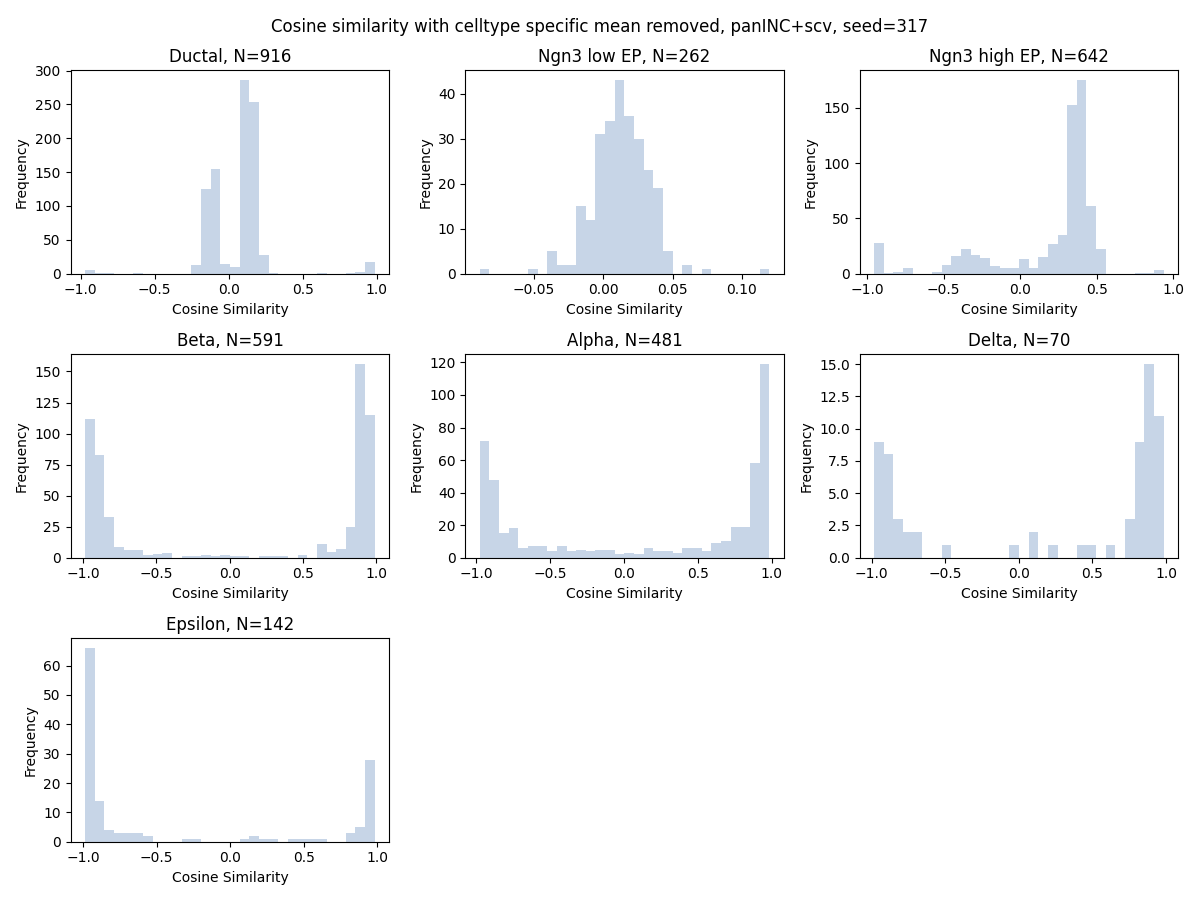 Cosine similarity with celltype specific mean removed, panINC+scv, seed=317
Ductal, N=916
300
250
200
150
100
50
0
Frequency
−1.0 −0.5 0.0 0.5 1.0
Cosine Similarity
Ngn3 low EP, N=262
40
30
20
10
0
Frequency
−0.05 0.00 0.05 0.10
Cosine Similarity
Ngn3 high EP, N=642
150
100
50
0
Frequency
−1.0 −0.5 0.0 0.5 1.0
Cosine Similarity
Beta, N=591
150
125
100
75
50
25
0
Frequency
−1.0 −0.5 0.0 0.5 1.0
Cosine Similarity
Alpha, N=481
120
100
80
60
40
20
0
Frequency
−1.0 −0.5 0.0 0.5 1.0
Cosine Similarity
Delta, N=70
15.0
12.5
10.0
7.5
5.0
2.5
0.0
Frequency
−1.0 −0.5 0.0 0.5 1.0
Cosine Similarity
Epsilon, N=142
60
50
40
30
20
10
0
Frequency
−1.0 −0.5 0.0 0.5 1.0
Cosine Similarity